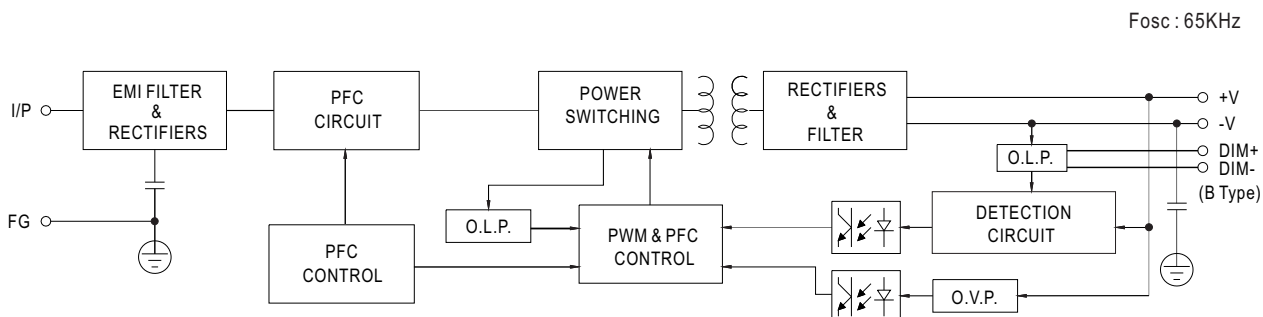 Fosc : 65KHz
I/P
EMI FILTER
&
RECTIFIERS
PFC
CIRCUIT
POWER
SWITCHING
RECTIFIERS
&
FILTER
+V
-V
DIM+
DIM-
(B Type)
O.L.P.
FG
O.L.P.
PFC
CONTROL
PWM & PFC
CONTROL
DETECTION
CIRCUIT
O.V.P.